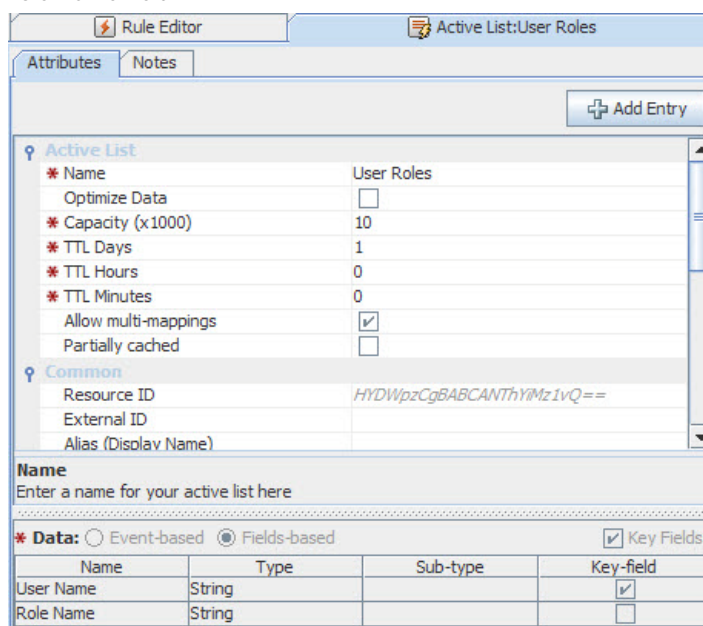 Rule Editor Active List:User Roles
Attributes Notes
Add Entry
Active List
* Name User Roles
Optimize Data
* Capacity (x1000) 10
* TTL Days 1
* TTL Hours 0
* TTL Minutes 0
Allow multi-mappings
Partially cached
Common
Resource ID HYDWpzCgBABCANThYiMz1vQ==
External ID
Alias (Display Name)
Name
Enter a name for your active list here
* Data: Event-based Fields-based Key Fields
Name Type Sub-type Key-field
User Name String
Role Name String